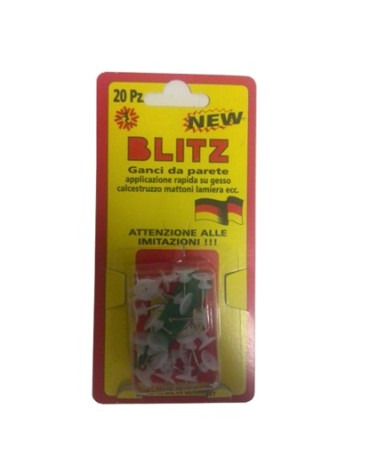 20 Pz.
NEW
BLITZ
Ganci da parete
applicazione rapida su gesso
calcestruzzo mattoni lamiera ecc.
ATTENZIONE ALLE
IMITAZIONI !!!